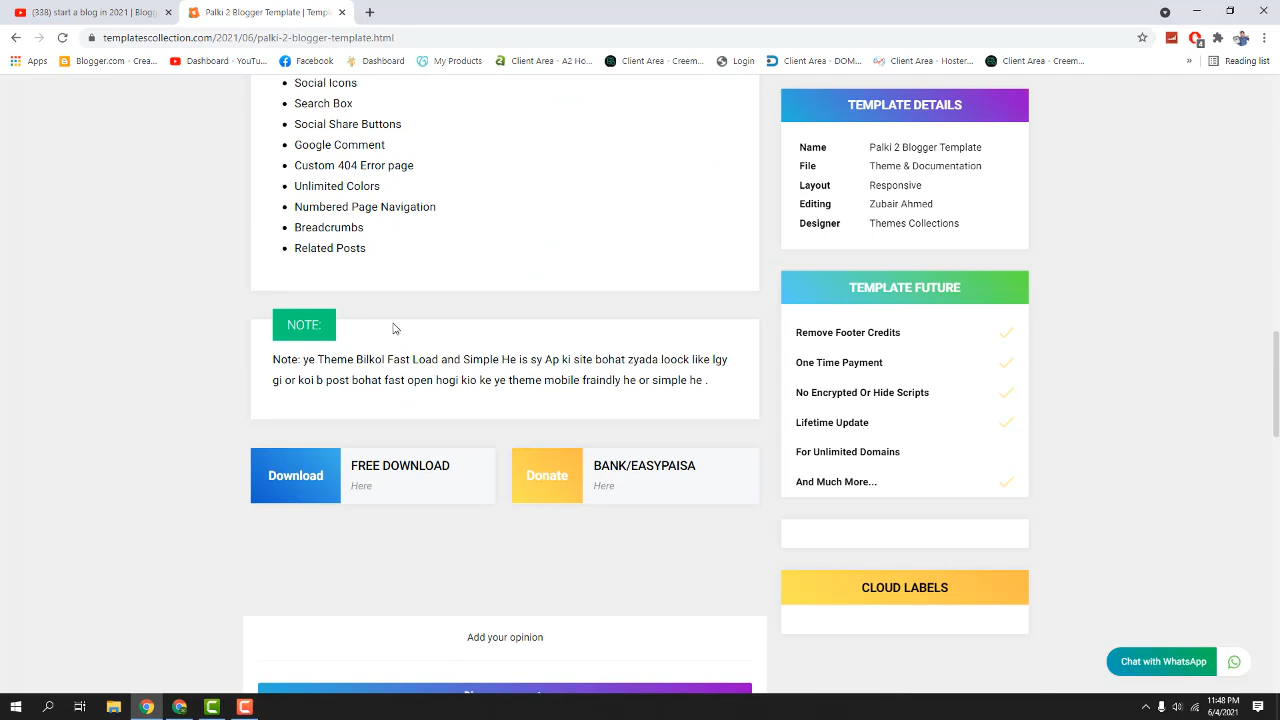 (338) start a blog in 2021 | Blogg
Palki 2 Blogger Template | Templ
templatescollection.com/2021/06/palki-2-blogger-template.html
Apps
Blogger.com - Crea...
Dashboard - YouTu...
Facebook
Dashboard
My Products
Client Area - A2 Ho...
Client Area - Creem...
Login
Client Area - DOM...
Client Area - Hoster...
Client Area - Creem...
»
Reading list
Social Icons
Search Box
Social Share Buttons
Google Comment
Custom 404 Error page
Unlimited Colors
Numbered Page Navigation
Breadcrumbs
Related Posts
NOTE:
Note: ye Theme Bilkol Fast Load and Simple He is sy Ap ki site bohat zyada loock like lgy
gi or koi b post bohat fast open hogi kio ke ye theme mobile fraindly he or simple he .
Download
FREE DOWNLOAD
Here
Donate
BANK/EASYPAISA
Here
Add your opinion
TEMPLATE DETAILS
Name Palki 2 Blogger Template
File Theme & Documentation
Layout Responsive
Editing Zubair Ahmed
Designer Themes Collections
TEMPLATE FUTURE
Remove Footer Credits
One Time Payment
No Encrypted Or Hide Scripts
Lifetime Update
For Unlimited Domains
And Much More...
CLOUD LABELS
Chat with WhatsApp
11:48 PM
6/4/2021